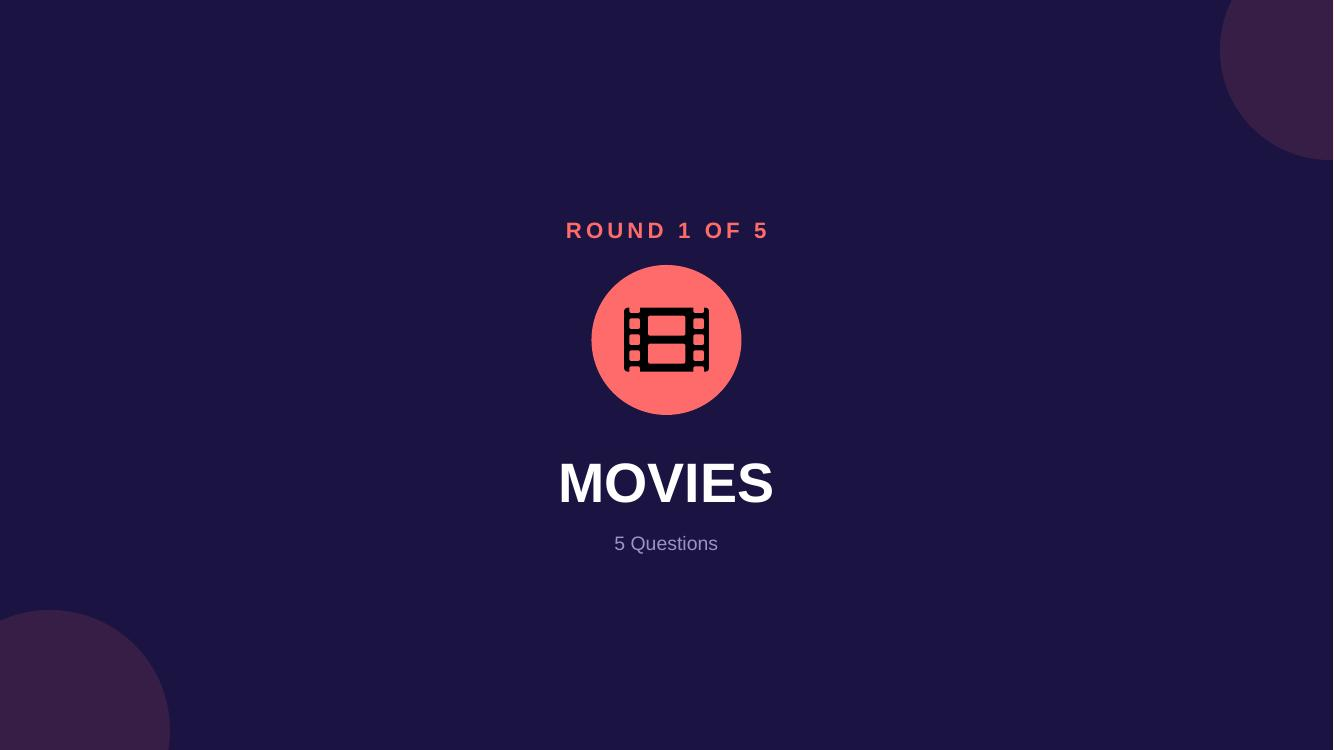 ROUND 1 OF 5
MOVIES
5 Questions